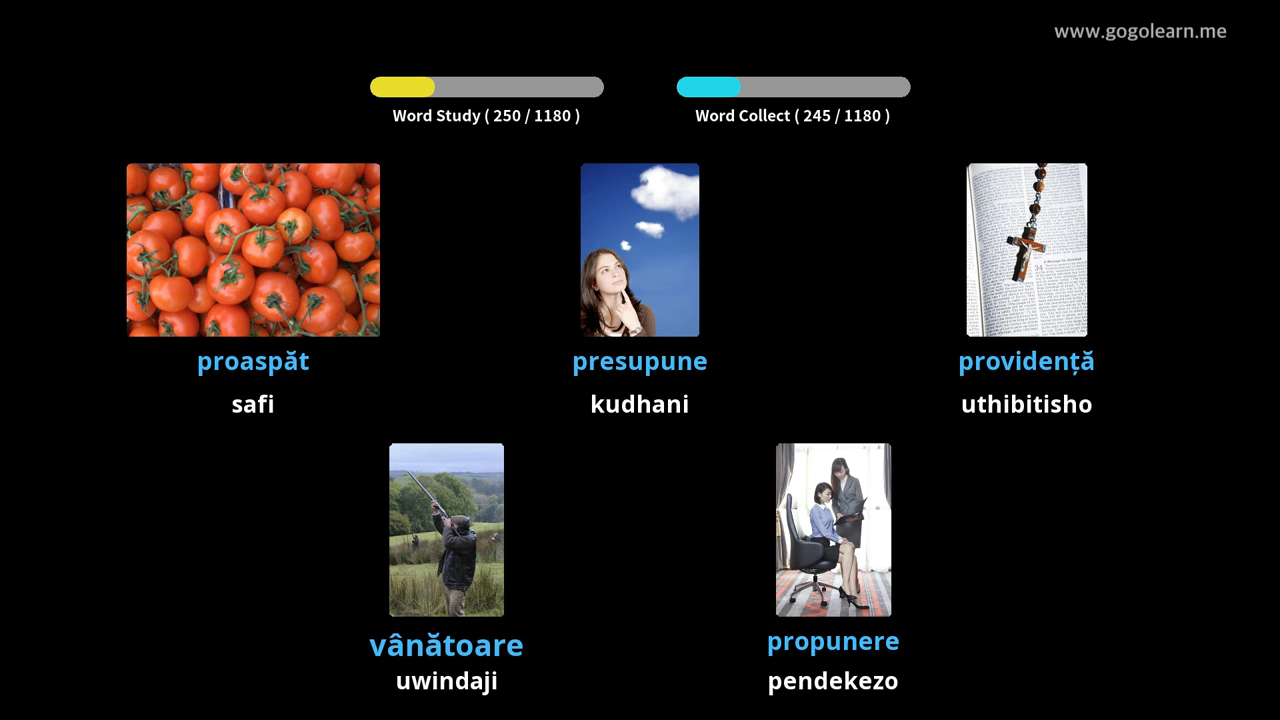 www.gogolearn.me
Word Study ( 250 / 1180 )
Word Collect ( 245 / 1180 )
proaspăt
presupune
providență
safi
kudhani
uthibitisho
vânătoare
propunere
uwindaji
pendekezo